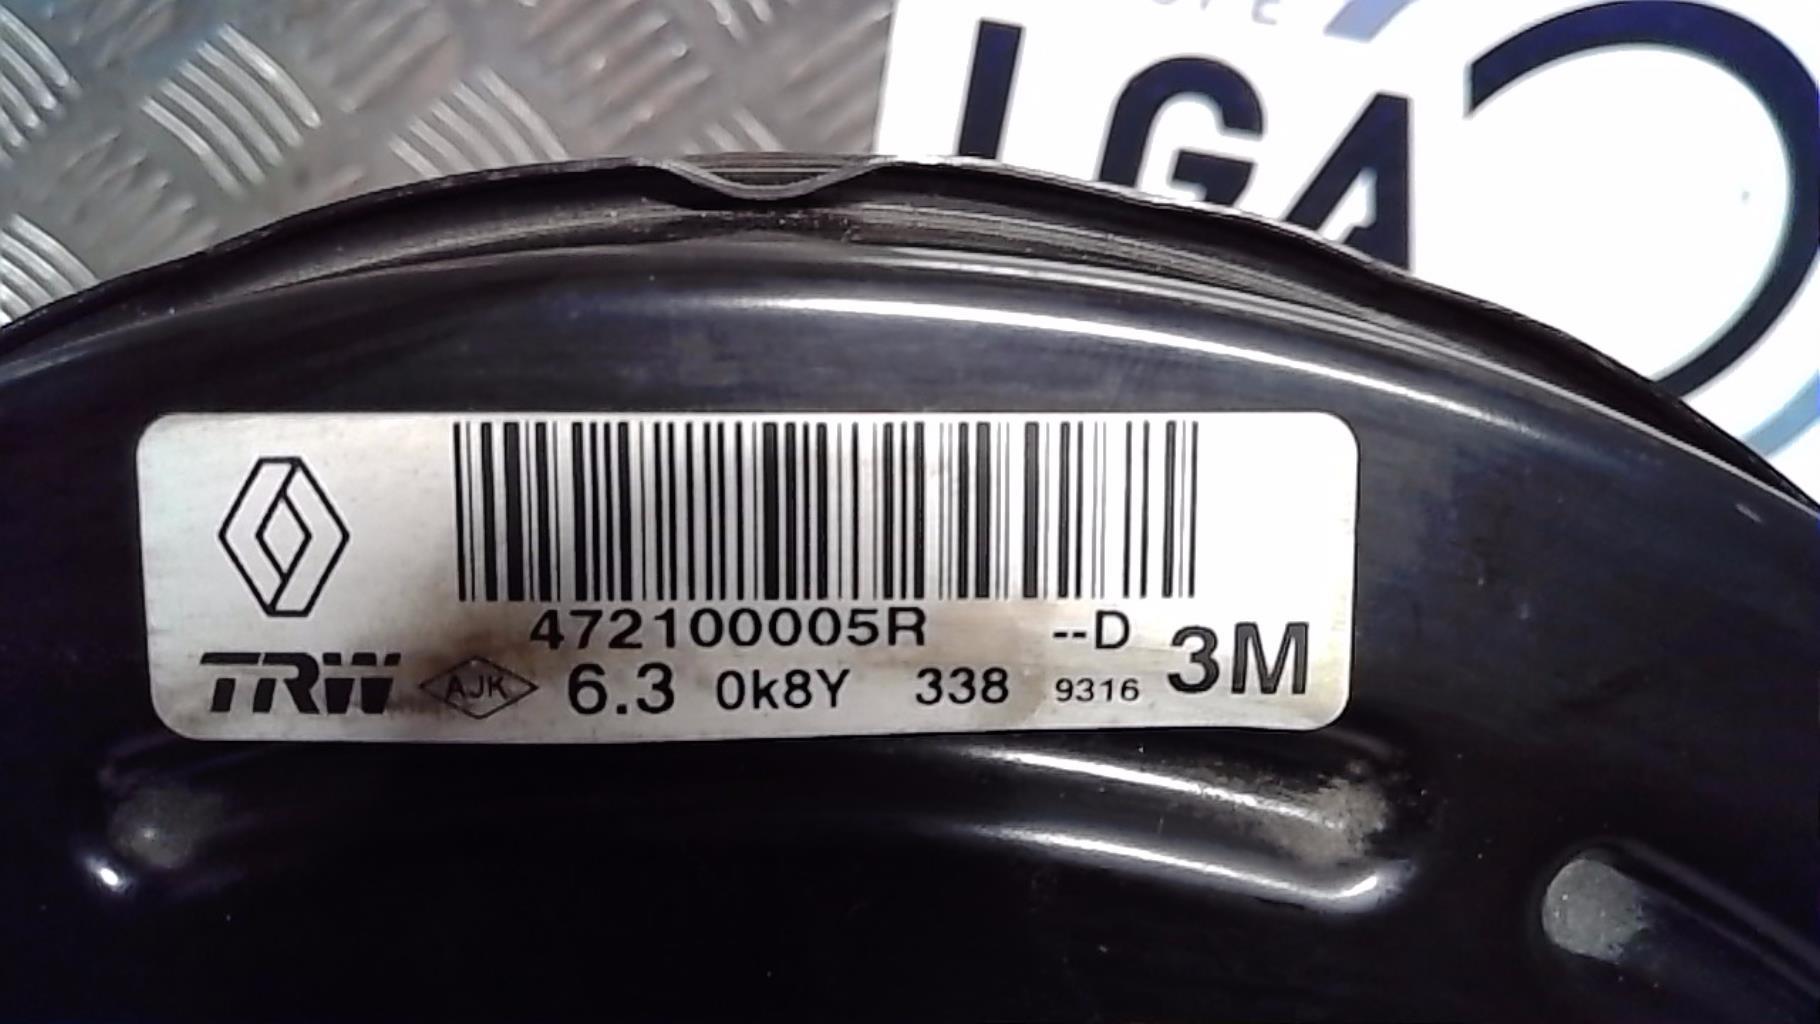 LGA
472100005R --D
TRW AJK 6.3 0k8Y 338 9316 3M